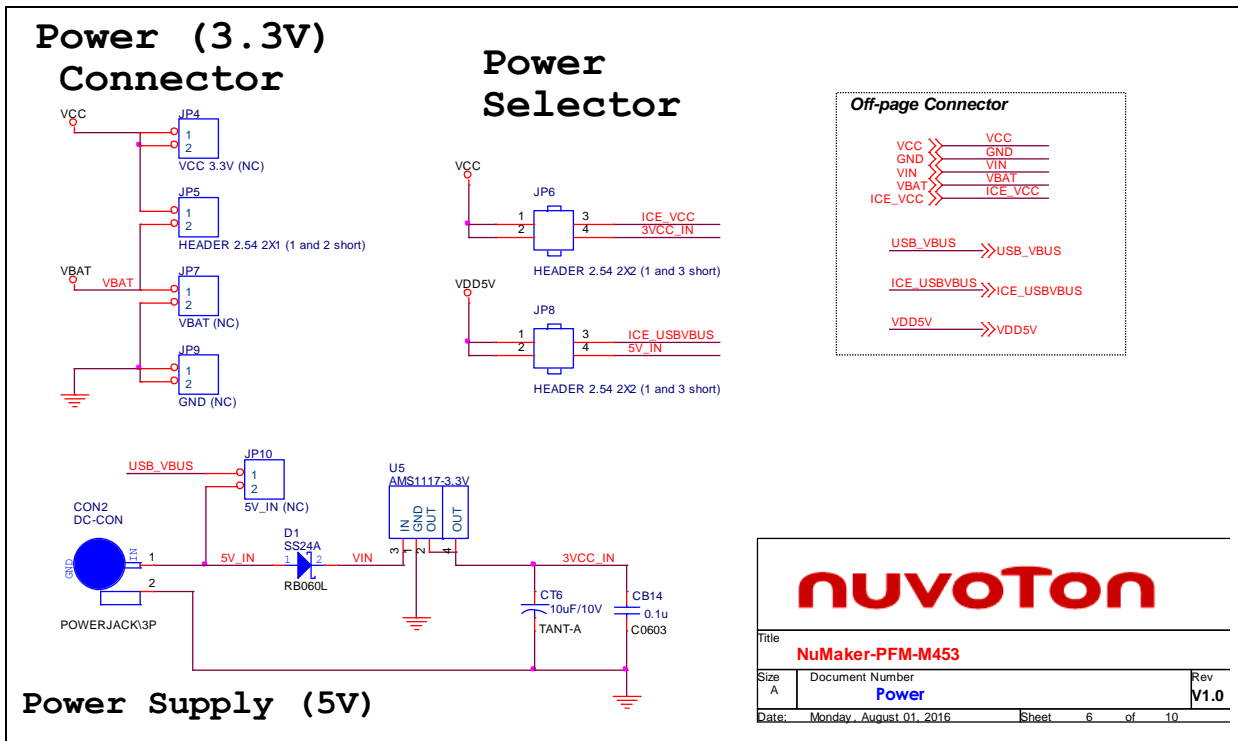 Power (3.3V)
Connector
VCC
JP4
1
2
VCC 3.3V (NC)
JP5
1
2
HEADER 2.54 2X1 (1 and 2 short)
VBAT
VBAT
JP7
1
2
VBAT (NC)
JP9
1
2
GND (NC)
Power
Selector
VCC
JP6
1
2
3
4
ICE_VCC
3VCC_IN
HEADER 2.54 2X2 (1 and 3 short)
VDD5V
JP8
1
2
3
4
ICE_USBVBUS
5V_IN
HEADER 2.54 2X2 (1 and 3 short)
Off-page Connector
VCC VCC
GND GND
VIN VIN
VBAT VBAT
ICE_VCC ICE_VCC
USB_VBUS USB_VBUS
ICE_USBVBUS ICE_USBVBUS
VDD5V VDD5V
USB_VBUS
JP10
1
2
5V_IN (NC)
CON2
DC-CON
GND
IN
1
2
POWERJACK\3P
5V_IN
D1
SS24A
1 2
RB060L
VIN
U5
AMS1117-3.3V
IN
GND
OUT
OUT
3
1
2
4
3VCC_IN
CT6
10uF/10V
TANT-A
CB14
0.1u
C0603
Power Supply (5V)
nuvoTon
Title
NuMaker-PFM-M453
Size
A
Document Number
Power
Rev
V1.0
Date: Monday, August 01, 2016 Sheet 6 of 10